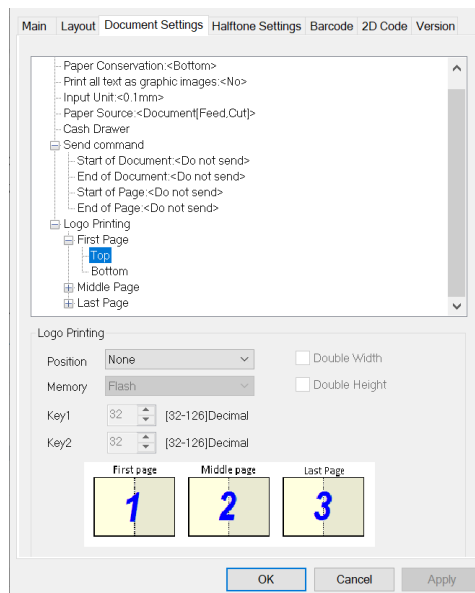 Main Layout Document Settings Halftone Settings Barcode 2D Code Version
Paper Conservation:<Bottom>
Print all text as graphic images:<No>
Input Unit:<0.1mm>
Paper Source:<Document[Feed,Cut]>
Cash Drawer
Send command
Start of Document:<Do not send>
End of Document:<Do not send>
Start of Page:<Do not send>
End of Page:<Do not send>
Logo Printing
First Page
Top
Bottom
Middle Page
Last Page
Logo Printing
Position None Double Width
Memory Flash Double Height
Key1 32 [32-126]Decimal
Key2 32 [32-126]Decimal
First page Middle page Last Page
1 2 3
OK Cancel Apply